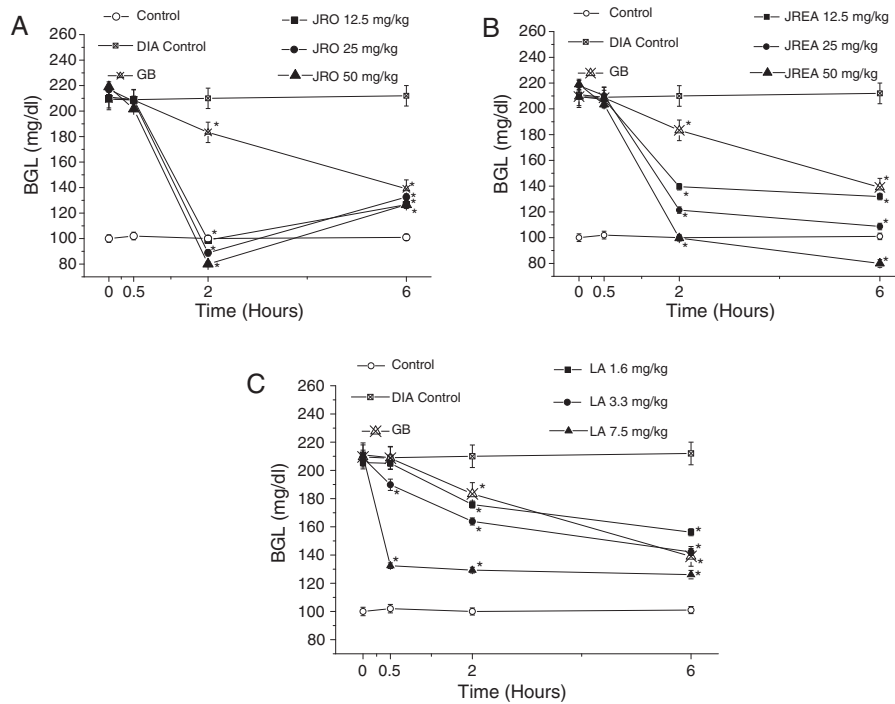 A
Control
DIA Control
GB
JRO 12.5 mg/kg
JRO 25 mg/kg
JRO 50 mg/kg
BGL (mg/dl)
260
240
220
200
180
160
140
120
100
80
0 0.5 2 6
Time (Hours)
* * * * * * * *
B
Control
DIA Control
GB
JREA 12.5 mg/kg
JREA 25 mg/kg
JREA 50 mg/kg
BGL (mg/dl)
260
240
220
200
180
160
140
120
100
80
0 0.5 2 6
Time (Hours)
* * * * * * * *
C
Control
DIA Control
GB
LA 1.6 mg/kg
LA 3.3 mg/kg
LA 7.5 mg/kg
BGL (mg/dl)
260
240
220
200
180
160
140
120
100
80
0 0.5 2 6
Time (Hours)
* * * * * * * * * *